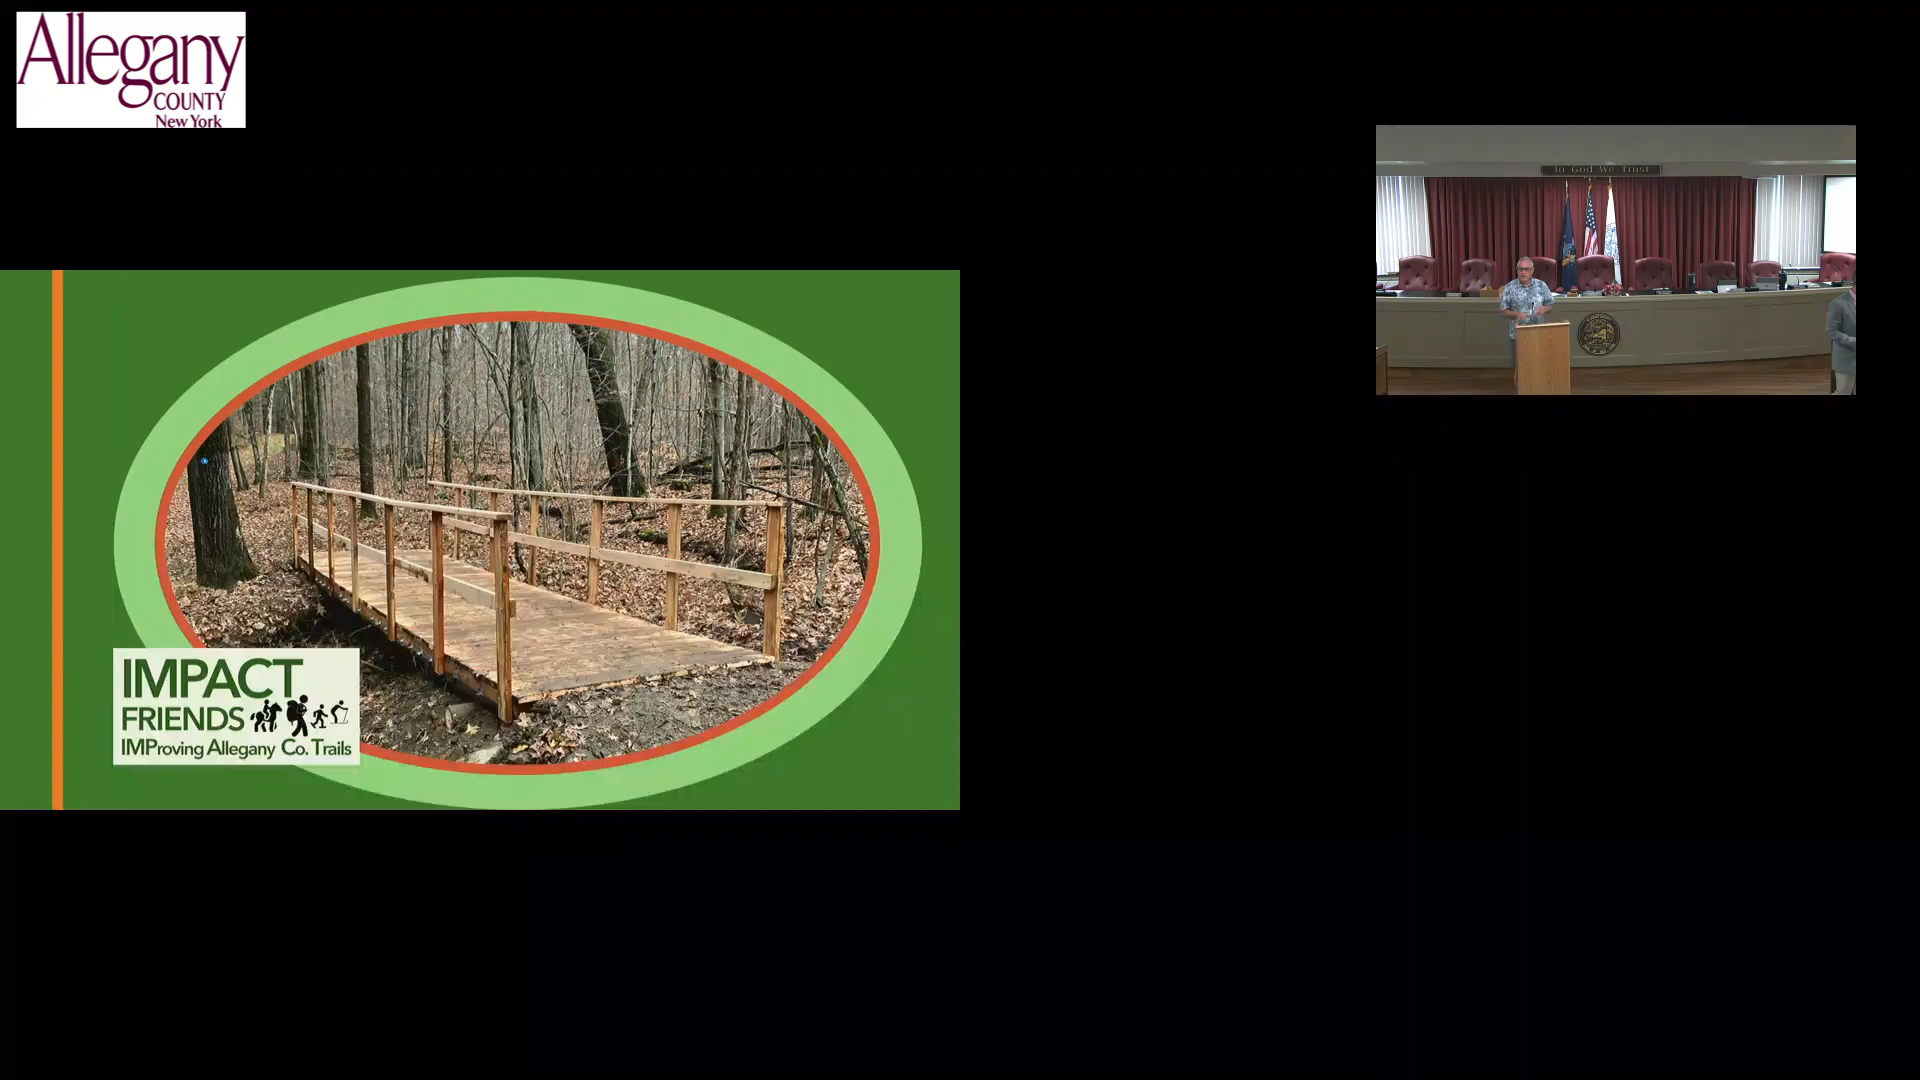 Allegany
COUNTY
New York
In God We Trust
IMPACT
FRIENDS
IMProving Allegany Co. Trails